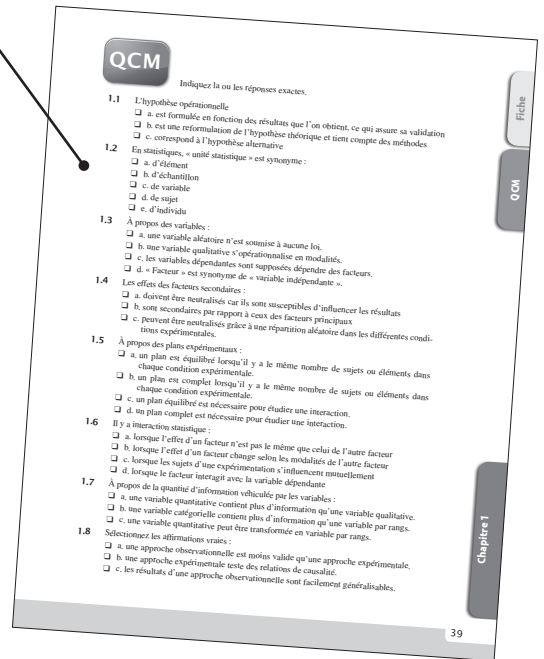 QCM
Indiquez la ou les réponses exactes.
1.1 L'hypothèse opérationnelle
❑ a. est formulée en fonction des résultats que l'on obtient, ce qui assure sa validation
❑ b. est une reformulation de l'hypothèse théorique et tient compte des méthodes
❑ c. correspond à l'hypothèse alternative
1.2 En statistiques, « unité statistique » est synonyme :
❑ a. d'élément
❑ b. d'échantillon
❑ c. de variable
❑ d. de sujet
❑ e. d'individu
1.3 À propos des variables :
❑ a. une variable aléatoire n'est soumise à aucune loi.
❑ b. une variable qualitative s'opérationnalise en modalités.
❑ c. les variables dépendantes sont supposées dépendre des facteurs.
❑ d. « Facteur » est synonyme de « variable indépendante ».
1.4 Les effets des facteurs secondaires :
❑ a. doivent être neutralisés car ils sont susceptibles d'influencer les résultats
❑ b. sont secondaires par rapport à ceux des facteurs principaux
❑ c. peuvent être neutralisés grâce à une répartition aléatoire dans les différentes condi-
tions expérimentales.
1.5 À propos des plans expérimentaux :
❑ a. un plan est équilibré lorsqu'il y a le même nombre de sujets ou éléments dans
chaque condition expérimentale.
❑ b. un plan est complet lorsqu'il y a le même nombre de sujets ou éléments dans
chaque condition expérimentale.
❑ c. un plan équilibré est nécessaire pour étudier une interaction.
❑ d. un plan complet est nécessaire pour étudier une interaction.
1.6 Il y a interaction statistique :
❑ a. lorsque l'effet d'un facteur n'est pas le même que celui de l'autre facteur
❑ b. lorsque l'effet d'un facteur change selon les modalités de l'autre facteur
❑ c. lorsque les sujets d'une expérimentation s'influencent mutuellement
❑ d. lorsque le facteur interagit avec la variable dépendante
1.7 À propos de la quantité d'information véhiculée par les variables :
❑ a. une variable quantitative contient plus d'information qu'une variable qualitative.
❑ b. une variable catégorielle contient plus d'information qu'une variable par rangs.
❑ c. une variable quantitative peut être transformée en variable par rangs.
1.8 Sélectionnez les affirmations vraies :
❑ a. une approche observationnelle est moins valide qu'une approche expérimentale.
❑ b. une approche expérimentale teste des relations de causalité.
❑ c. les résultats d'une approche observationnelle sont facilement généralisables.
Fiche
QCM
Chapitre 1
39